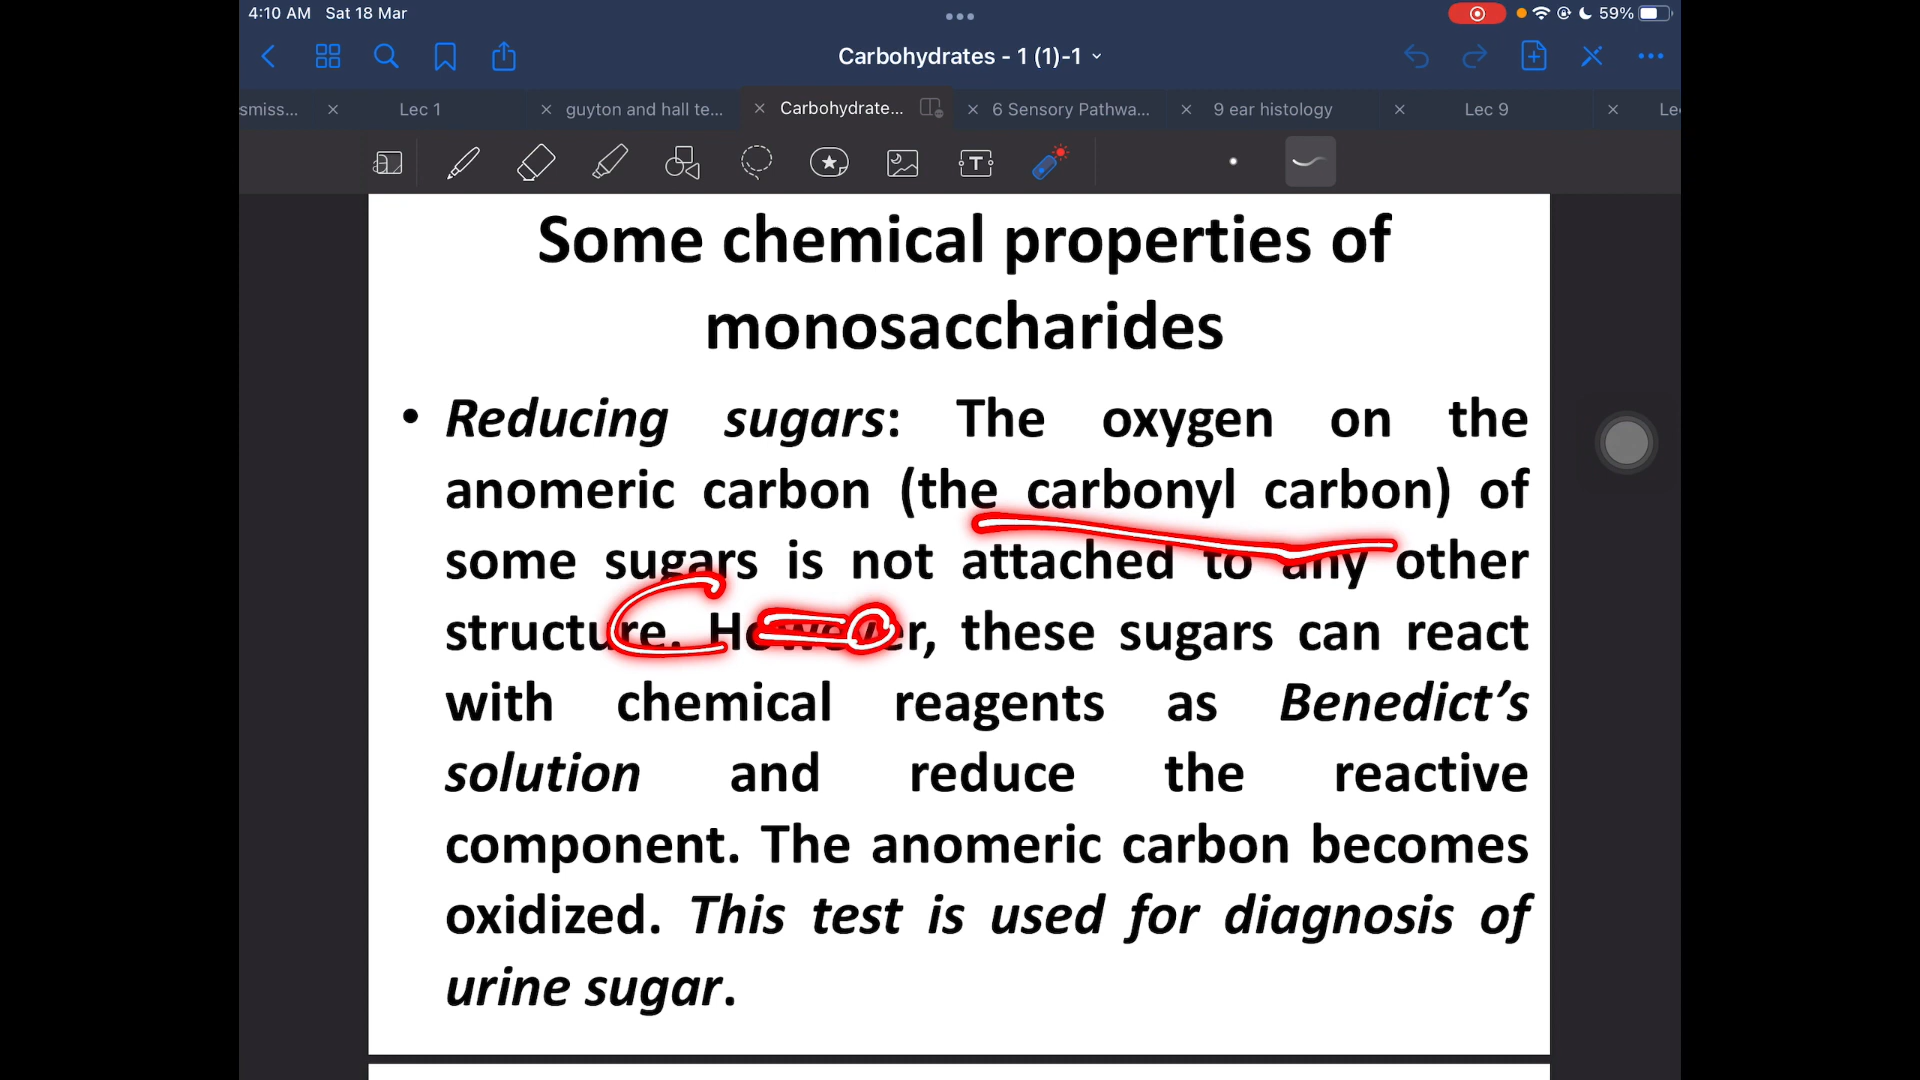 4:10 AM Sat 18 Mar
59%
Carbohydrates - 1 (1)-1
smiss...
Lec 1
guyton and hall te...
Carbohydrate...
6 Sensory Pathwa...
9 ear histology
Lec 9
Le
Some chemical properties of
monosaccharides
• Reducing sugars: The oxygen on the
anomeric carbon (the carbonyl carbon) of
some sugars is not attached to any other
structure. However, these sugars can react
with chemical reagents as Benedict’s
solution and reduce the reactive
component. The anomeric carbon becomes
oxidized. This test is used for diagnosis of
urine sugar.
C=O